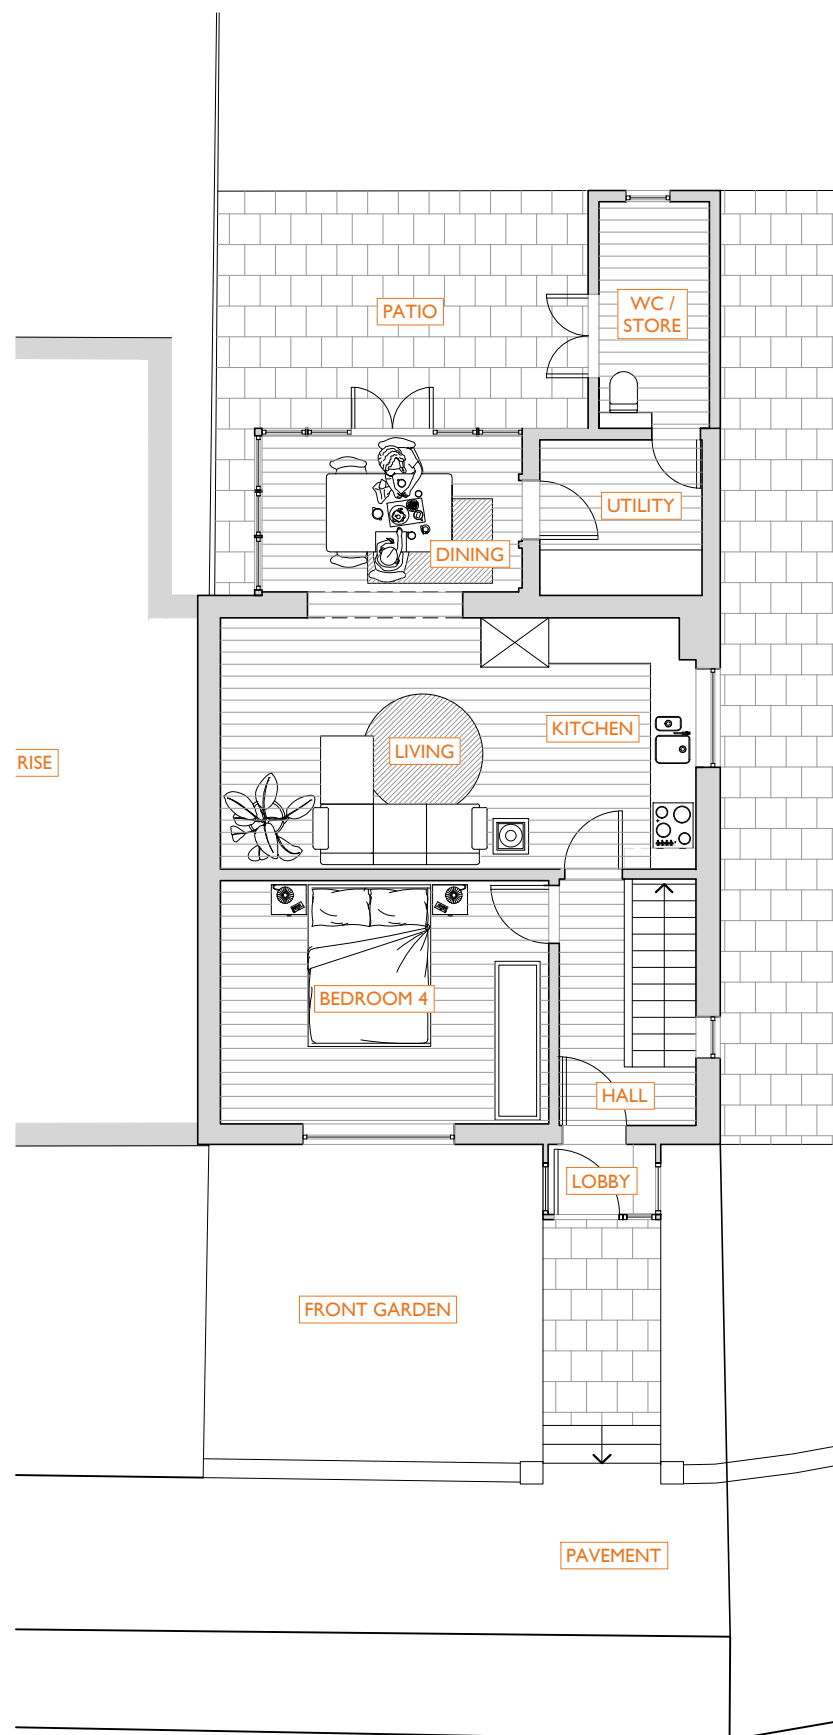 WC /
STORE
PATIO
UTILITY
DINING
KITCHEN
LIVING
RISE
BEDROOM 4
HALL
LOBBY
FRONT GARDEN
PAVEMENT